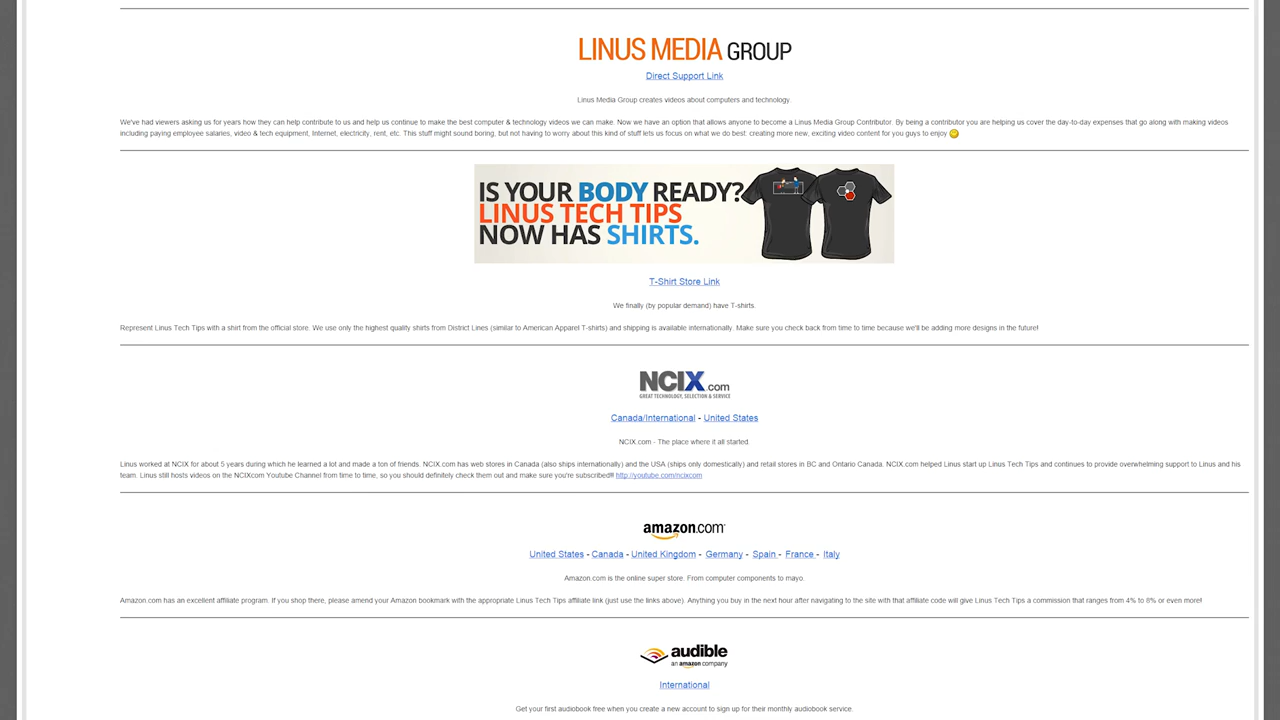 LINUS MEDIA GROUP
Direct Support Link
Linus Media Group creates videos about computers and technology.
We've had viewers asking us for years how they can help contribute to us and help us continue to make the best computer & technology videos we can make. Now we have an option that allows anyone to become a Linus Media Group Contributor. By being a contributor you are helping us cover the day-to-day expenses that go along with making videos
including paying employee salaries, video & tech equipment, Internet, electricity, rent, etc. This stuff might sound boring, but not having to worry about this kind of stuff lets us focus on what we do best: creating more new, exciting video content for you guys to enjoy
IS YOUR BODY READY?
LINUS TECH TIPS
NOW HAS SHIRTS.
T-Shirt Store Link
We finally (by popular demand) have T-shirts.
Represent Linus Tech Tips with a shirt from the official store. We use only the highest quality shirts from District Lines (similar to American Apparel T-shirts) and shipping is available internationally. Make sure you check back from time to time because we'll be adding more designs in the future!
NCIX.com
GREAT TECHNOLOGY, SELECTION & SERVICE
Canada/International - United States
NCIX.com - The place where it all started.
Linus worked at NCIX for about 5 years during which he learned a lot and made a ton of friends. NCIX.com has web stores in Canada (also ships internationally) and the USA (ships only domestically) and retail stores in BC and Ontario Canada. NCIX.com helped Linus start up Linus Tech Tips and continues to provide overwhelming support to Linus and his
team. Linus still hosts videos on the NCIXcom Youtube Channel from time to time, so you should definitely check them out and make sure you're subscribed!!! http://youtube.com/ncixcom
amazon.com
United States - Canada - United Kingdom - Germany - Spain - France - Italy
Amazon.com is the online super store. From computer components to mayo.
Amazon.com has an excellent affiliate program. If you shop there, please amend your Amazon bookmark with the appropriate Linus Tech Tips affiliate link (just use the links above). Anything you buy in the next hour after navigating to the site with that affiliate code will give Linus Tech Tips a commission that ranges from 4% to 8% or even more!
audible
an amazon company
International
Get your first audiobook free when you create a new account to sign up for their monthly audiobook service.